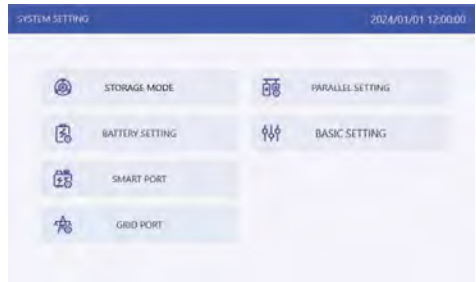 SYSTEM SETTING 2024/01/01 12:00:00
STORAGE MODE
PARALLEL SETTING
BATTERY SETTING
BASIC SETTING
SMART PORT
GRID PORT